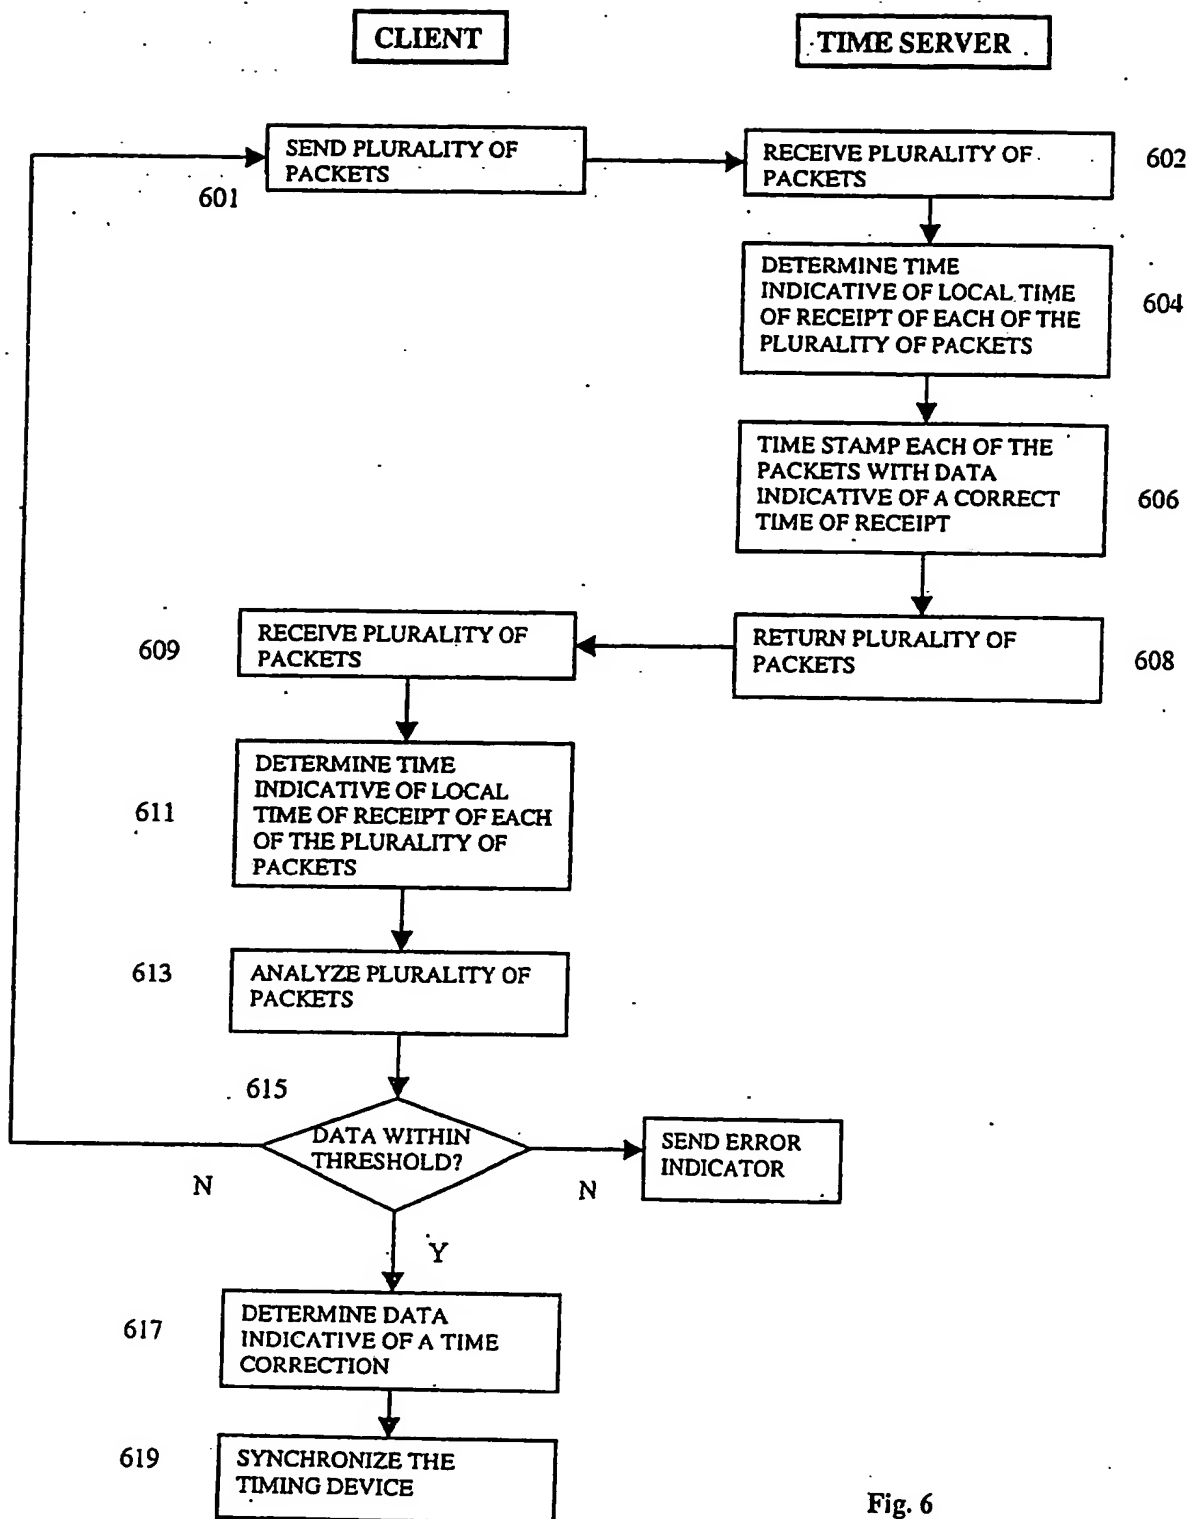 CLIENT
TIME SERVER
SEND PLURALITY OF
PACKETS
601
RECEIVE PLURALITY OF
PACKETS
602
DETERMINE TIME
INDICATIVE OF LOCAL TIME
OF RECEIPT OF EACH OF THE
PLURALITY OF PACKETS
604
TIME STAMP EACH OF THE
PACKETS WITH DATA
INDICATIVE OF A CORRECT
TIME OF RECEIPT
606
RETURN PLURALITY OF
PACKETS
608
609
RECEIVE PLURALITY OF
PACKETS
611
DETERMINE TIME
INDICATIVE OF LOCAL
TIME OF RECEIPT OF EACH
OF THE PLURALITY OF
PACKETS
613
ANALYZE PLURALITY OF
PACKETS
615
DATA WITHIN
THRESHOLD?
N
N
SEND ERROR
INDICATOR
Y
617
DETERMINE DATA
INDICATIVE OF A TIME
CORRECTION
619
SYNCHRONIZE THE
TIMING DEVICE
Fig. 6